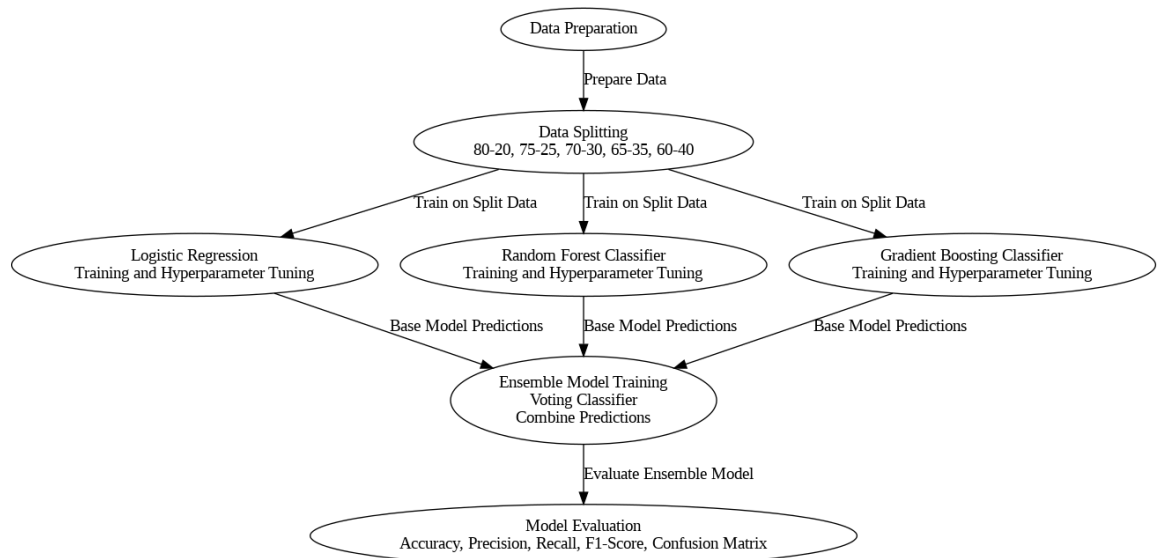 Data Preparation
Prepare Data
Data Splitting
80-20, 75-25, 70-30, 65-35, 60-40
Train on Split Data
Train on Split Data
Train on Split Data
Logistic Regression
Training and Hyperparameter Tuning
Random Forest Classifier
Training and Hyperparameter Tuning
Gradient Boosting Classifier
Training and Hyperparameter Tuning
Base Model Predictions
Base Model Predictions
Base Model Predictions
Ensemble Model Training
Voting Classifier
Combine Predictions
Evaluate Ensemble Model
Model Evaluation
Accuracy, Precision, Recall, F1-Score, Confusion Matrix